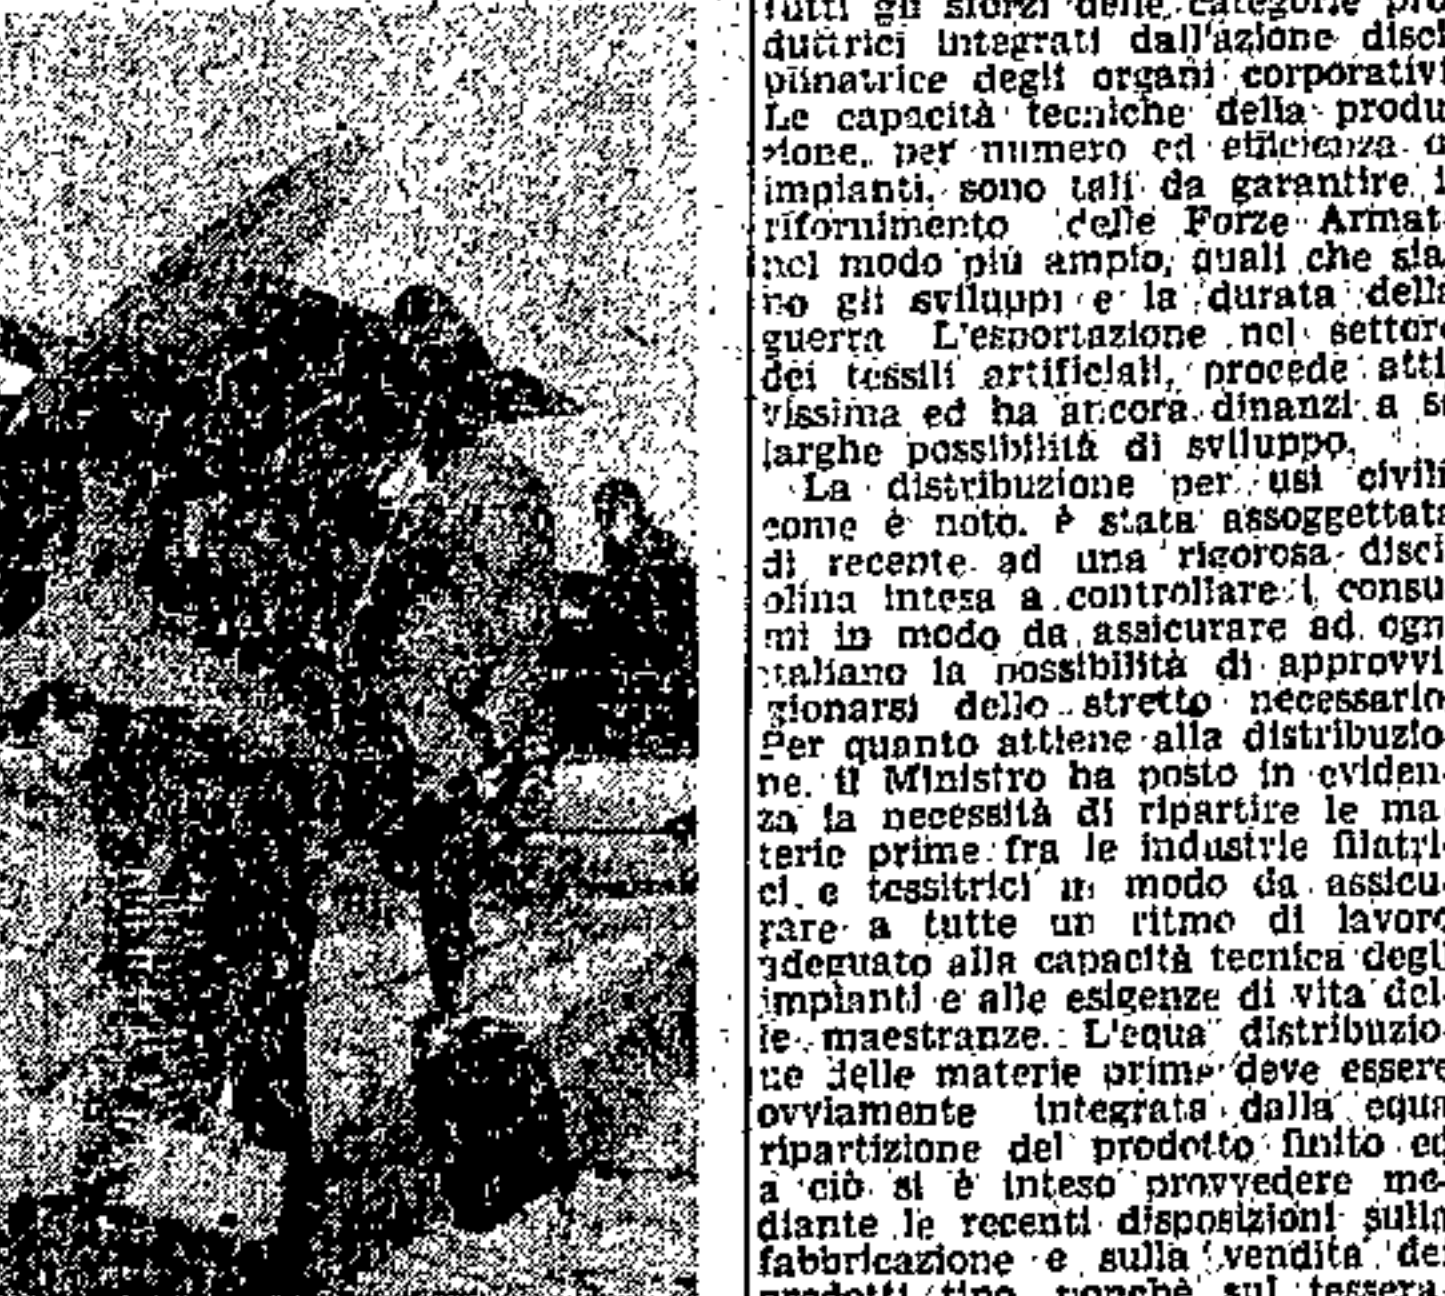 tutti gli sforzi delle categorie pro
duttrici integrati dall'azione disci
plinatrice degli organi corporativi
Le capacità tecniche della produ
zione, per numero ed efficienza d
impianti, sono tali da garantire i
rifornimento delle Forze Armat
nel modo più ampio, quali che sia
no gli sviluppi e la durata della
guerra L'esportazione nel settore
dei tessili artificiali, procede atti
vissima ed ha ancora dinanzi a s
larghe possibilità di sviluppo.
La distribuzione per usi civili
come è noto. è stata assoggettata
di recente ad una rigorosa disci
plina intesa a controllare i consu
mi in modo da assicurare ad ogn
italiano la possibilità di approvvi
gionarsi dello stretto necessario
Per quanto attiene alla distribuzio
ne. il Ministro ha posto in eviden
za la necessità di ripartire le ma
terie prime fra le industrie filatri
ci e tessitrici in modo da assicu
rare a tutte un ritmo di lavoro
adeguato alla capacità tecnica degli
impianti e alle esigenze di vita del
le maestranze. L'equa distribuzio
ne delle materie prime deve essere
ovviamente integrata dalla equa
ripartizione del prodotto finito ed
a ciò si è inteso provvedere me
diante le recenti disposizioni sulla
fabbricazione e sulla vendita dei
prodotti tipo nonchè sul tessera